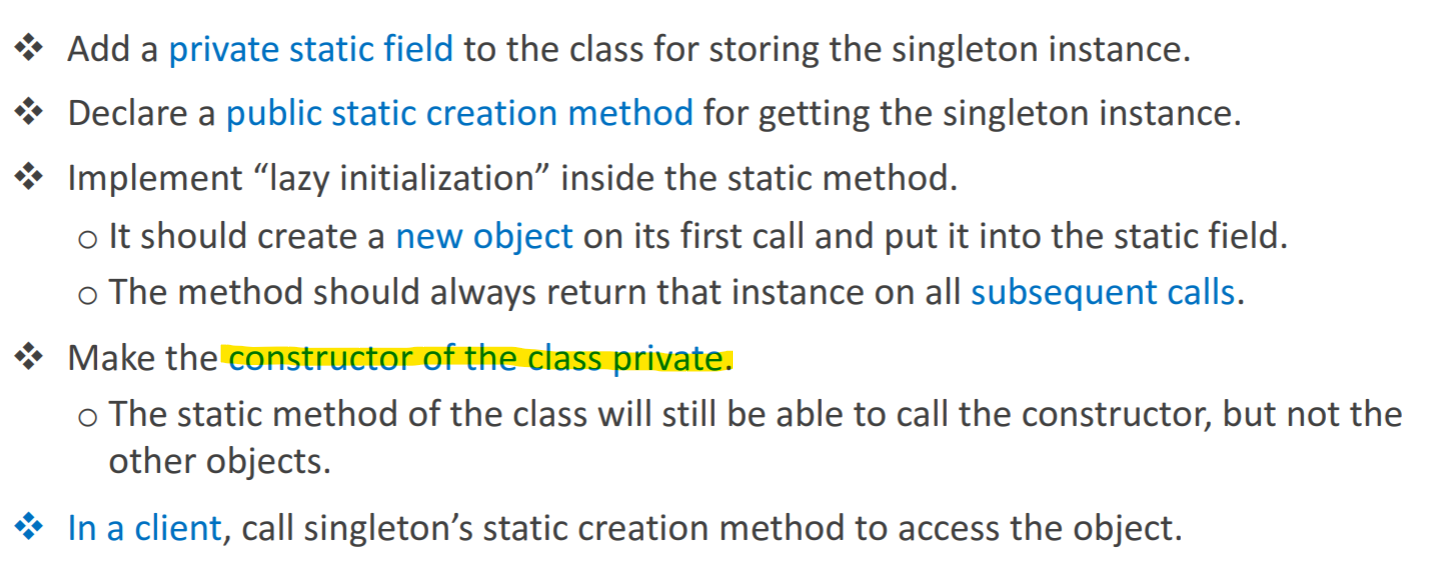 ❖ Add a private static field to the class for storing the singleton instance.
❖ Declare a public static creation method for getting the singleton instance.
❖ Implement “lazy initialization” inside the static method.
o It should create a new object on its first call and put it into the static field.
o The method should always return that instance on all subsequent calls.
❖ Make the constructor of the class private.
o The static method of the class will still be able to call the constructor, but not the
other objects.
❖ In a client, call singleton’s static creation method to access the object.